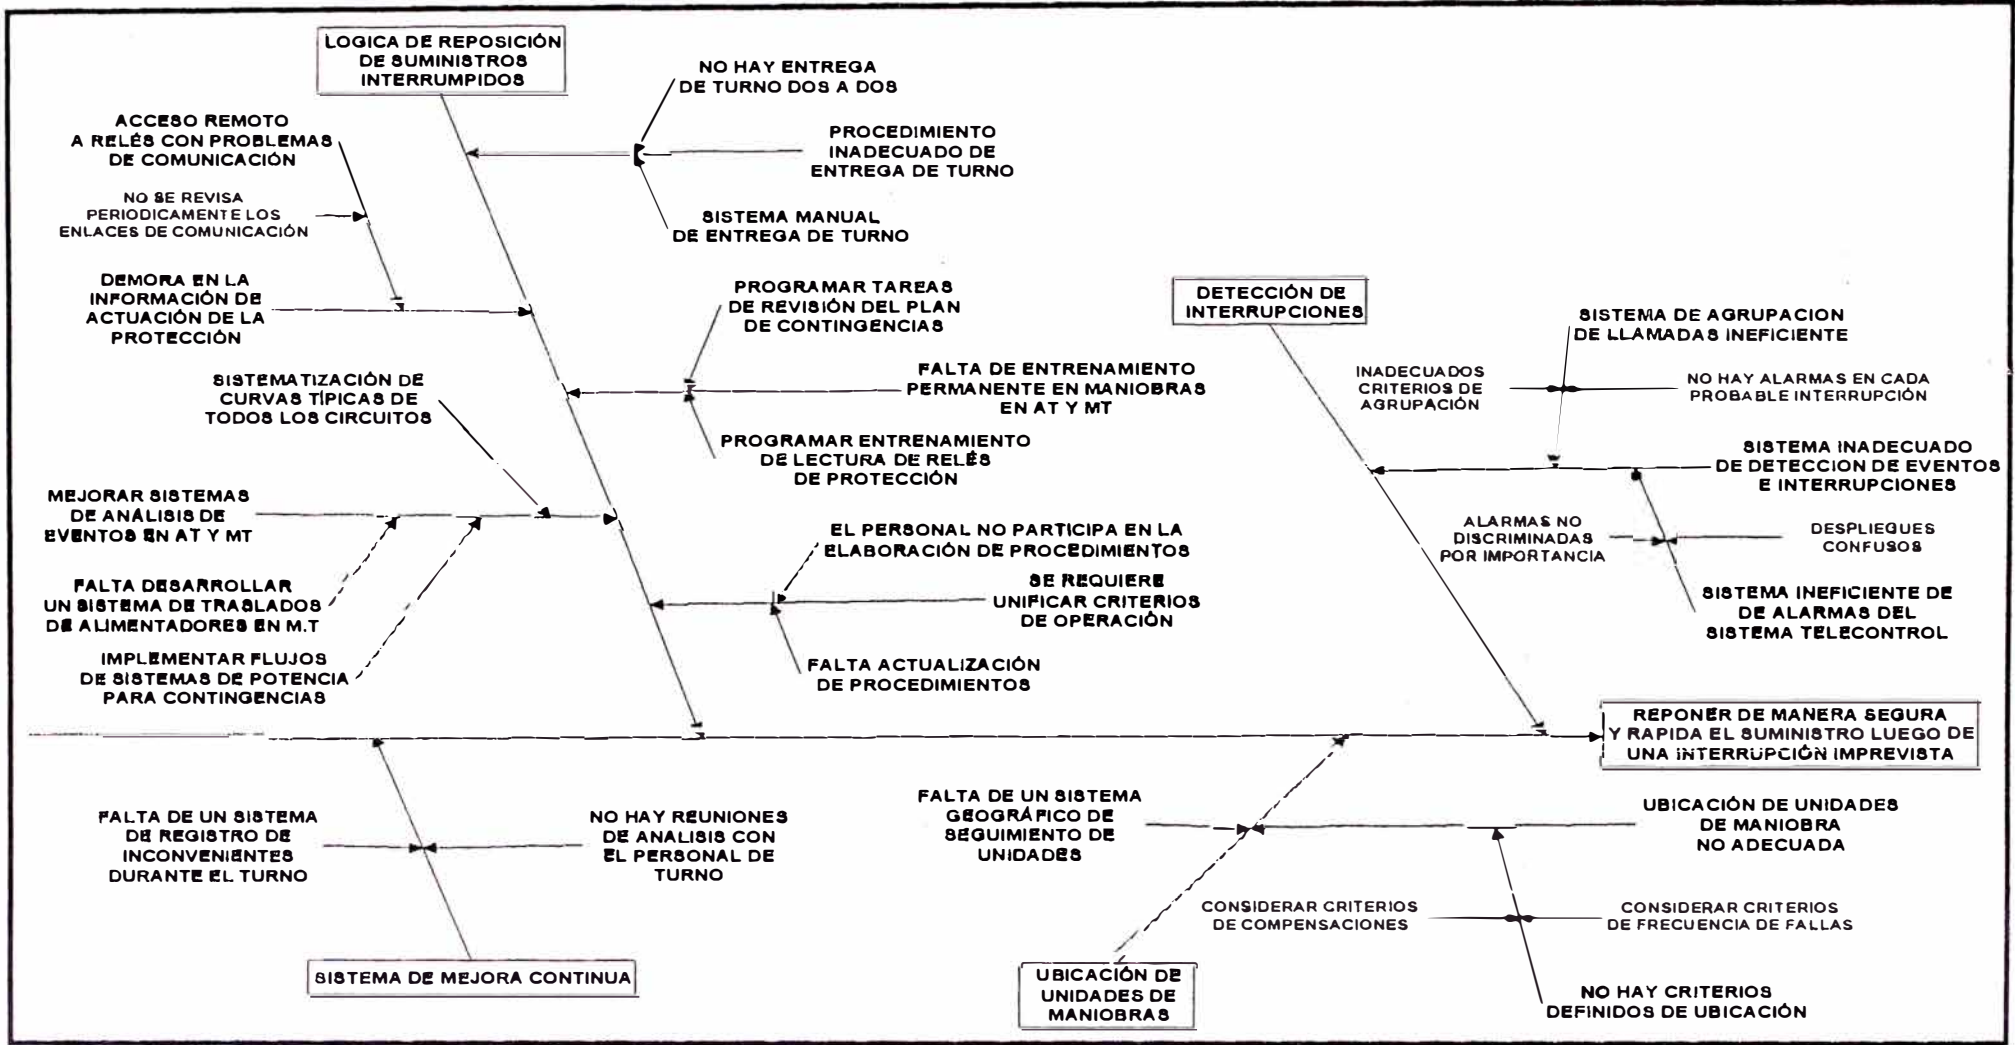 LOGICA DE REPOSICIÓN
DE SUMINISTROS
INTERRUMPIDOS
NO HAY ENTREGA
DE TURNO DOS A DOS
ACCESO REMOTO
A RELÉS CON PROBLEMAS
DE COMUNICACIÓN
PROCEDIMIENTO
INADECUADO DE
ENTREGA DE TURNO
NO SE REVISA
PERIODICAMENTE LOS
ENLACES DE COMUNICACIÓN
SISTEMA MANUAL
DE ENTREGA DE TURNO
DEMORA EN LA
INFORMACIÓN DE
ACTUACIÓN DE LA
PROTECCIÓN
PROGRAMAR TAREAS
DE REVISIÓN DEL PLAN
DE CONTINGENCIAS
DETECCIÓN DE
INTERRUPCIONES
SISTEMA DE AGRUPACION
DE LLAMADAS INEFICIENTE
SISTEMATIZACIÓN DE
CURVAS TÍPICAS DE
TODOS LOS CIRCUITOS
FALTA DE ENTRENAMIENTO
PERMANENTE EN MANIOBRAS
EN AT Y MT
INADECUADOS
CRITERIOS DE
AGRUPACIÓN
NO HAY ALARMAS EN CADA
PROBABLE INTERRUPCIÓN
PROGRAMAR ENTRENAMIENTO
DE LECTURA DE RELÉS
DE PROTECCIÓN
SISTEMA INADECUADO
DE DETECCION DE EVENTOS
E INTERRUPCIONES
MEJORAR SISTEMAS
DE ANÁLISIS DE
EVENTOS EN AT Y MT
EL PERSONAL NO PARTICIPA EN LA
ELABORACIÓN DE PROCEDIMIENTOS
ALARMAS NO
DISCRIMINADAS
POR IMPORTANCIA
DESPLIEGUES
CONFUSOS
FALTA DESARROLLAR
UN SISTEMA DE TRASLADOS
DE ALIMENTADORES EN M.T
SE REQUIERE
UNIFICAR CRITERIOS
DE OPERACIÓN
SISTEMA INEFICIENTE DE
DE ALARMAS DEL
SISTEMA TELECONTROL
IMPLEMENTAR FLUJOS
DE SISTEMAS DE POTENCIA
PARA CONTINGENCIAS
FALTA ACTUALIZACIÓN
DE PROCEDIMIENTOS
REPONER DE MANERA SEGURA
Y RAPIDA EL SUMINISTRO LUEGO DE
UNA INTERRUPCIÓN IMPREVISTA
FALTA DE UN SISTEMA
DE REGISTRO DE
INCONVENIENTES
DURANTE EL TURNO
NO HAY REUNIONES
DE ANALISIS CON
EL PERSONAL DE
TURNO
FALTA DE UN SISTEMA
GEOGRÁFICO DE
SEGUIMIENTO DE
UNIDADES
UBICACIÓN DE UNIDADES
DE MANIOBRA
NO ADECUADA
CONSIDERAR CRITERIOS
DE COMPENSACIONES
CONSIDERAR CRITERIOS
DE FRECUENCIA DE FALLAS
SISTEMA DE MEJORA CONTINUA
UBICACIÓN DE
UNIDADES DE
MANIOBRAS
NO HAY CRITERIOS
DEFINIDOS DE UBICACIÓN